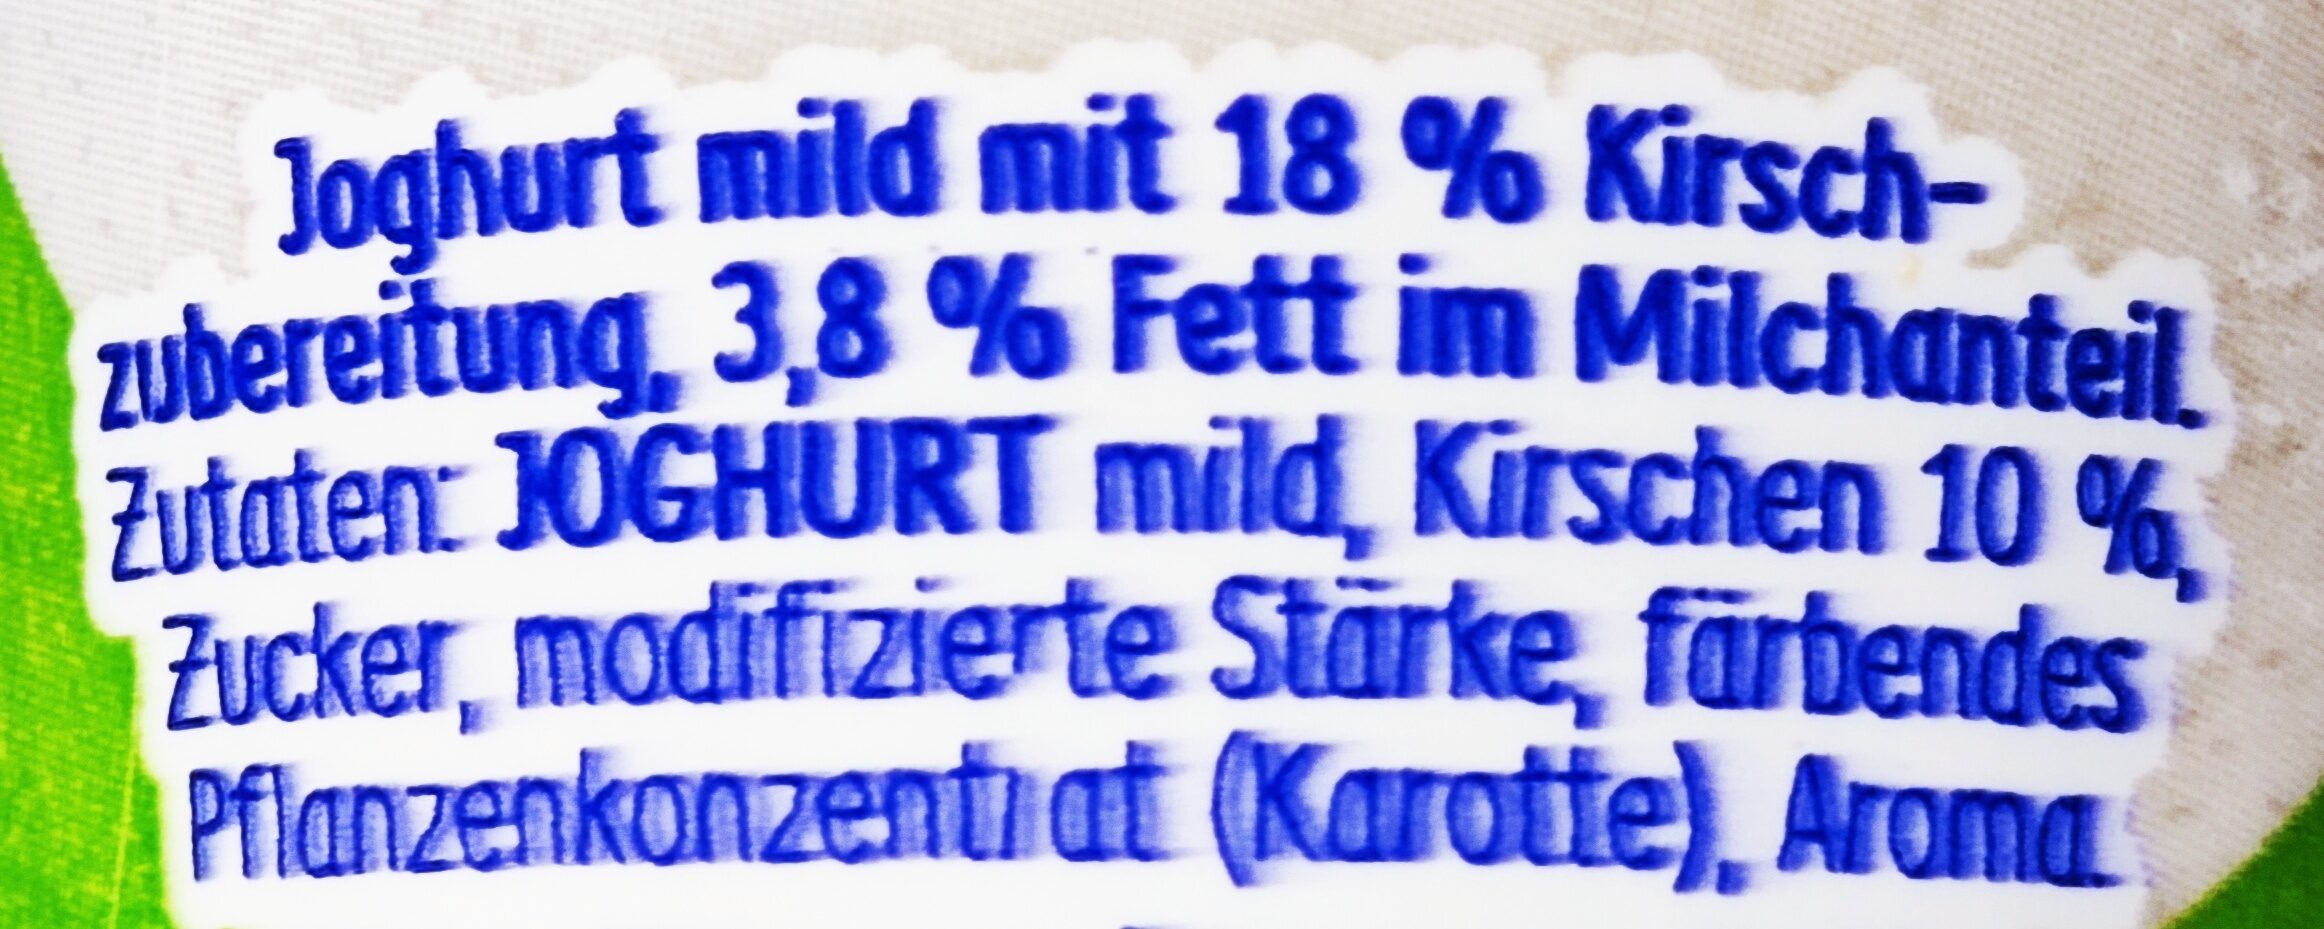 Joghurt mild mit 18 % Kirsch-
zubereitung, 3,8 % Fett im Milchanteil.
Zutaten: JOGHURT mild, Kirschen 10 %,
Zucker, modifizierte Stärke, färbendes
Pflanzenkonzentrat (Karotte), Aroma.